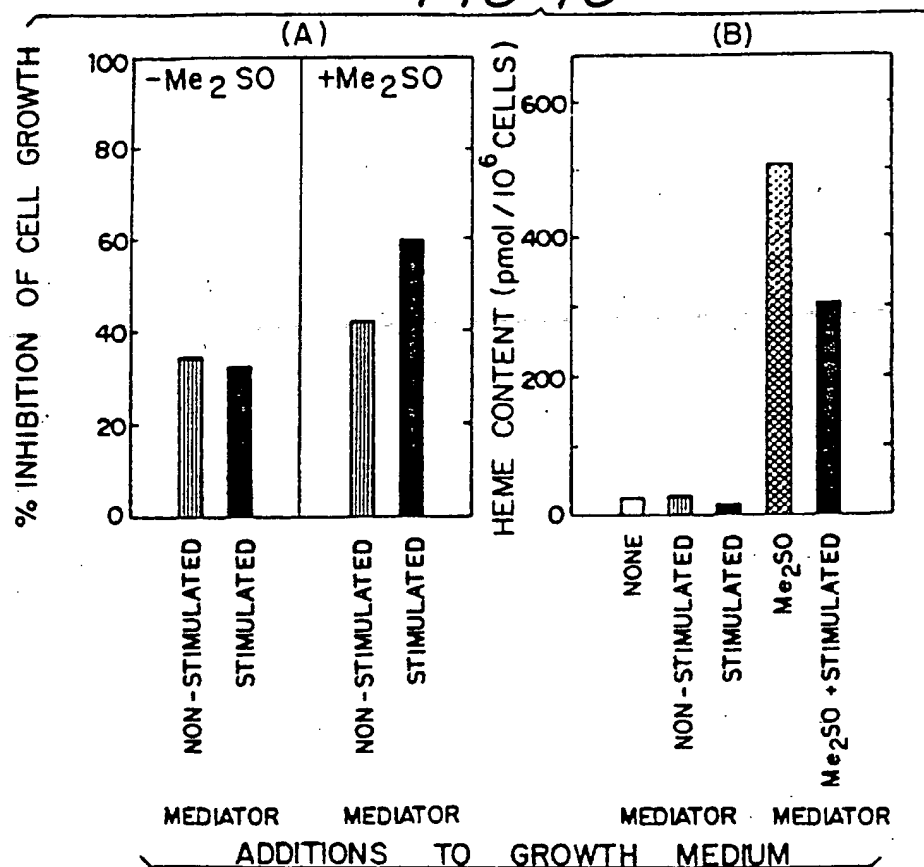 (A)
(B)
-Me2SO
+Me2SO
% INHIBITION OF CELL GROWTH
100
80
60
40
20
0
NON-STIMULATED
STIMULATED
NON-STIMULATED
STIMULATED
MEDIATOR
MEDIATOR
HEME CONTENT (pmol/10^6 CELLS)
600
400
200
0
NONE
NON-STIMULATED
STIMULATED
Me2SO
Me2SO +STIMULATED
MEDIATOR
MEDIATOR
ADDITIONS TO GROWTH MEDIUM